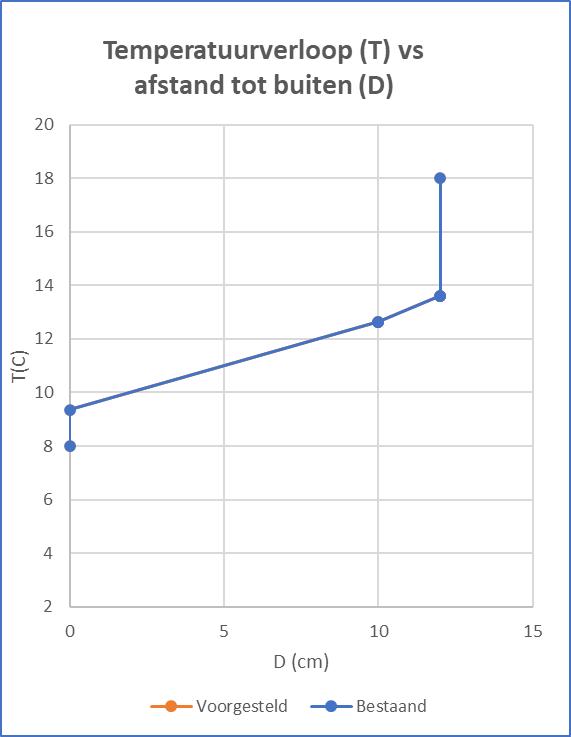 Temperatuurverloop (T) vs
afstand tot buiten (D)
20
18
16
14
12
10
8
6
4
2
T(C)
0 5 10 15
D (cm)
Voorgesteld Bestaand